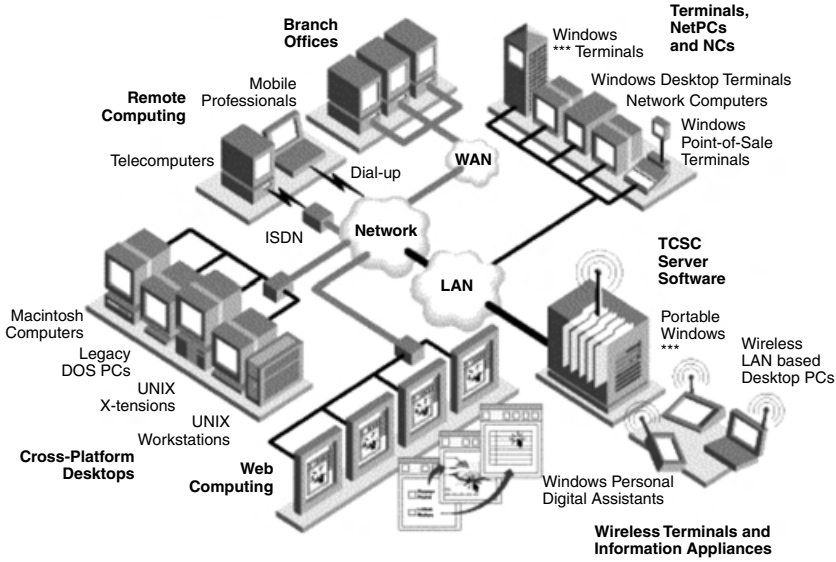 Branch
Offices
Terminals,
NetPCs
and NCs
Windows
*** Terminals
Windows Desktop Terminals
Network Computers
Windows
Point-of-Sale
Terminals
Mobile
Professionals
Remote
Computing
Telecomputers
Dial-up
WAN
ISDN
Network
LAN
TCSC
Server
Software
Portable
Windows
***
Wireless
LAN based
Desktop PCs
Macintosh
Computers
Legacy
DOS PCs
UNIX
X-tensions
UNIX
Workstations
Cross-Platform
Desktops
Web
Computing
Windows Personal
Digital Assistants
Wireless Terminals and
Information Appliances